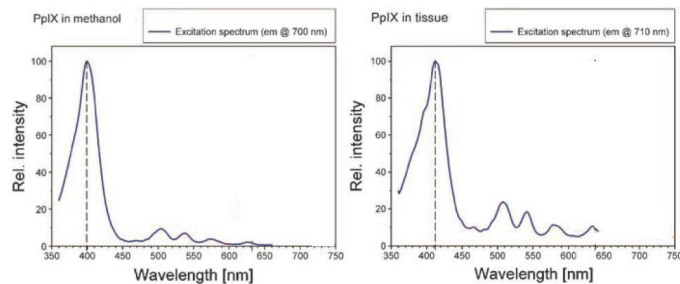 PpIX in methanol
Excitation spectrum (em @ 700 nm)
100
80
60
40
20
0
Rel. intensity
350 400 450 500 550 600 650 700 750
Wavelength [nm]
PpIX in tissue
Excitation spectrum (em @ 710 nm)
100
80
60
40
20
0
Rel. intensity
350 400 450 500 550 600 650 700 750
Wavelength [nm]